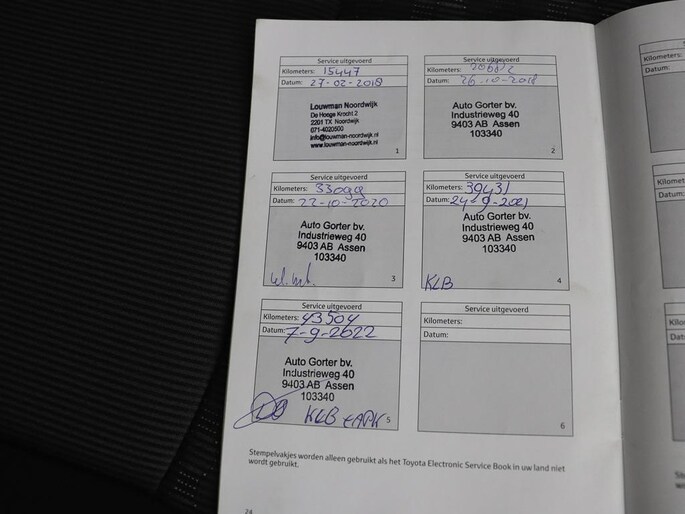 Service uitgevoerd
Kilometers: 15447
Datum: 27-02-2018
Louwman Noordwijk
De Hooge Krocht 2
2201 TX Noordwijk
071-4020500
info@louwman-noordwijk.nl
www.louwman-noordwijk.nl
1
Service uitgevoerd
Kilometers:
Datum: 26-10-2018
Auto Gorter bv.
Industrieweg 40
9403 AB Assen
103340
2
Service uitgevoerd
Kilometers:
Datum: 22-10-2020
Auto Gorter bv.
Industrieweg 40
9403 AB Assen
103340
3
Service uitgevoerd
Kilometers: 39431
Datum: 24-9-2021
Auto Gorter bv.
Industrieweg 40
9403 AB Assen
103340
KLB
4
Service uitgevoerd
Kilometers: 43504
Datum: 7-9-2022
Auto Gorter bv.
Industrieweg 40
9403 AB Assen
103340
KLB +APK
5
Service uitgevoerd
Kilometers:
Datum:
6
Stempelvakjes worden alleen gebruikt als het Toyota Electronic Service Book in uw land niet
wordt gebruikt.
24
Kilometers:
Datum: